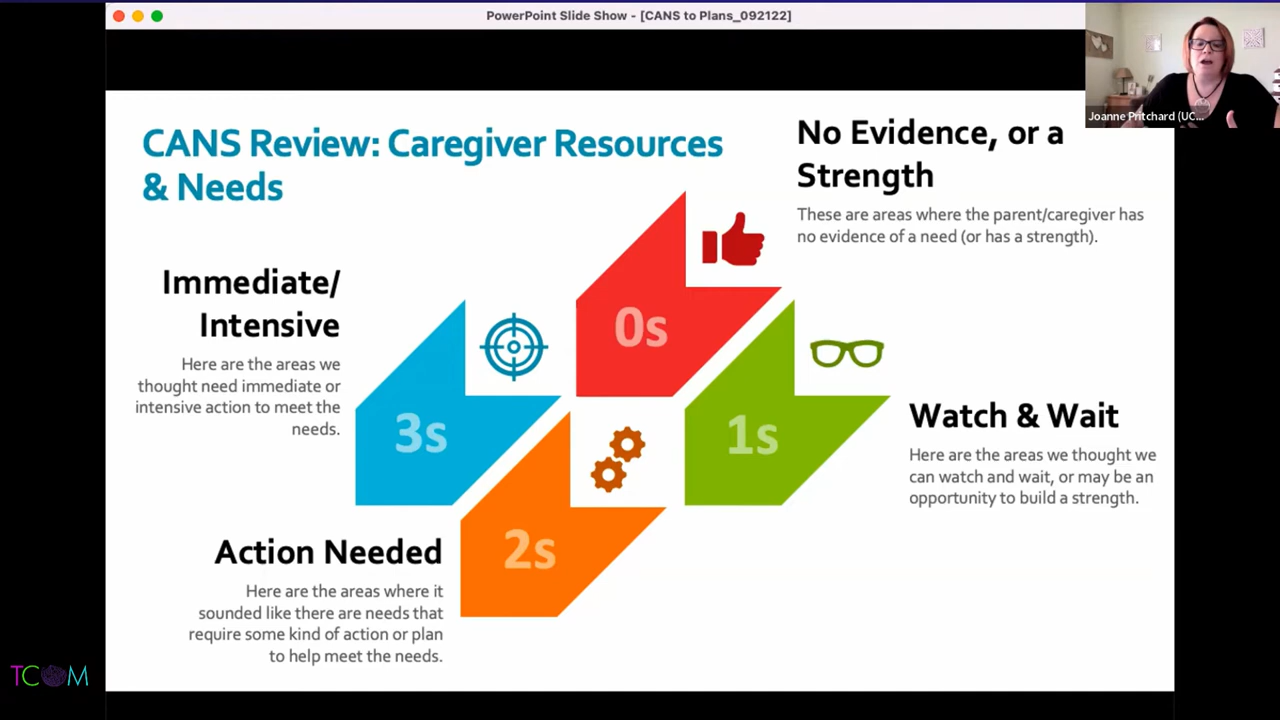 PowerPoint Slide Show - [CANS to Plans_092122]
Joanne Pritchard (UC...
CANS Review: Caregiver Resources
& Needs
No Evidence, or a
Strength
These are areas where the parent/caregiver has
no evidence of a need (or has a strength).
0s
Immediate/
Intensive
Here are the areas we
thought need immediate or
intensive action to meet the
needs.
3s
1s
Watch & Wait
Here are the areas we thought we
can watch and wait, or may be an
opportunity to build a strength.
Action Needed
Here are the areas where it
sounded like there are needs that
require some kind of action or plan
to help meet the needs.
2s
TCOM